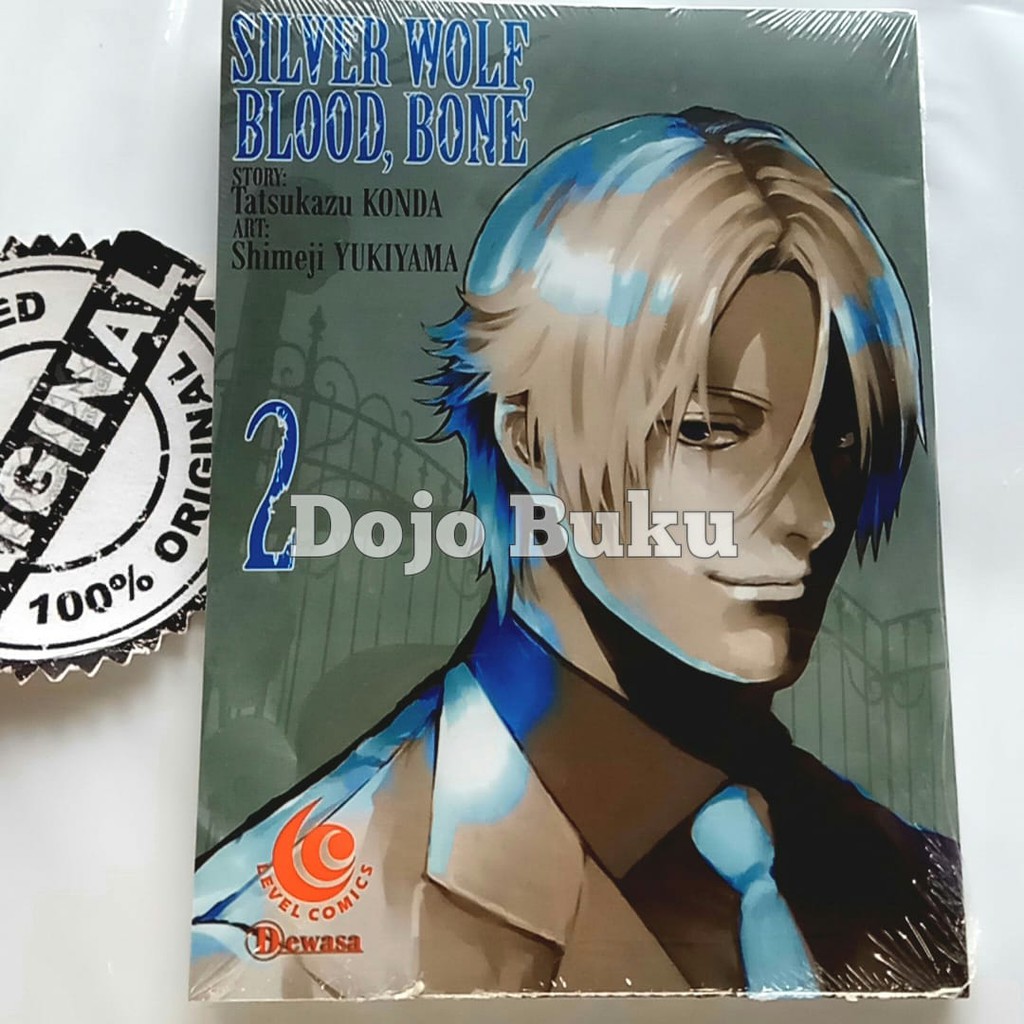 SILVER WOLF,
BLOOD, BONE
STORY:
Tatsukazu KONDA
ART:
Shimeji YUKIYAMA
2
Dojo Buku
LEVEL COMICS
Dewasa
ED
ORIGINAL
100% ORIGINAL